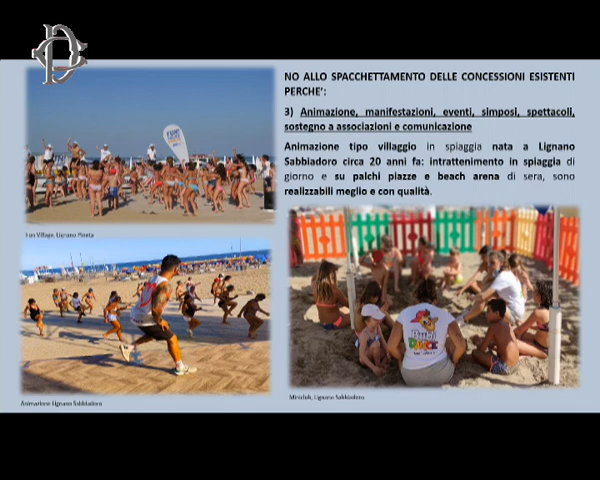 NO ALLO SPACCHETTAMENTO DELLE CONCESSIONI ESISTENTI
PERCHE':
3) Animazione, manifestazioni, eventi, simposi, spettacoli,
sostegno a associazioni e comunicazione
Animazione tipo villaggio in spiaggia nata a Lignano
Sabbiadoro circa 20 anni fa: intrattenimento in spiaggia di
giorno e su palchi piazze e beach arena di sera, sono
realizzabili meglio e con qualità.
Fun Village, Lignano Pineta
Animazione Lignano Sabbiadoro
DANCE
Miniclub, Lignano Sabbiadoro